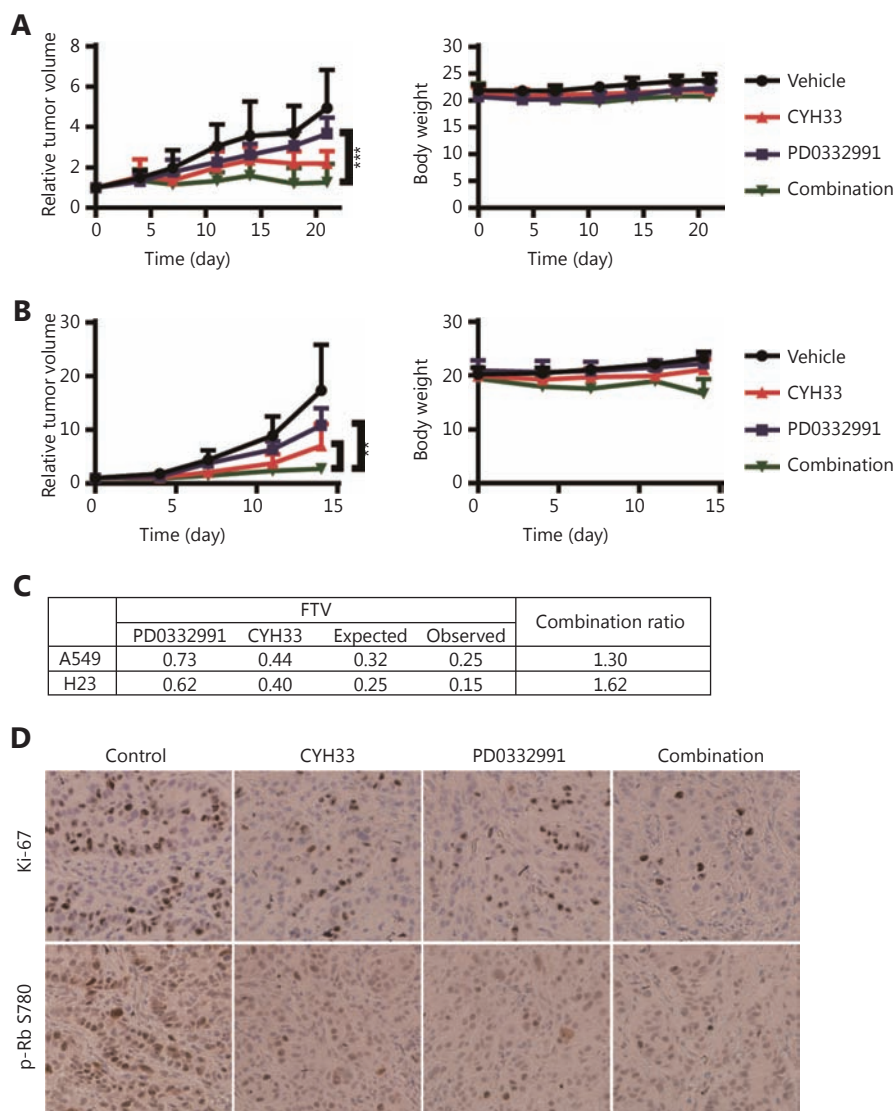 A
Relative tumor volume
8
6
4
2
0
0 5 10 15 20
Time (day)
***
Body weight
30
25
20
15
10
5
0
0 5 10 15 20
Time (day)
Vehicle
CYH33
PD0332991
Combination
B
Relative tumor volume
30
20
10
0
0 5 10 15
Time (day)
**
Body weight
30
20
10
0
0 5 10 15
Time (day)
Vehicle
CYH33
PD0332991
Combination
C
FTV Combination ratio
PD0332991 CYH33 Expected Observed
A549 0.73 0.44 0.32 0.25 1.30
H23 0.62 0.40 0.25 0.15 1.62
D
Control CYH33 PD0332991 Combination
Ki-67
p-Rb S780